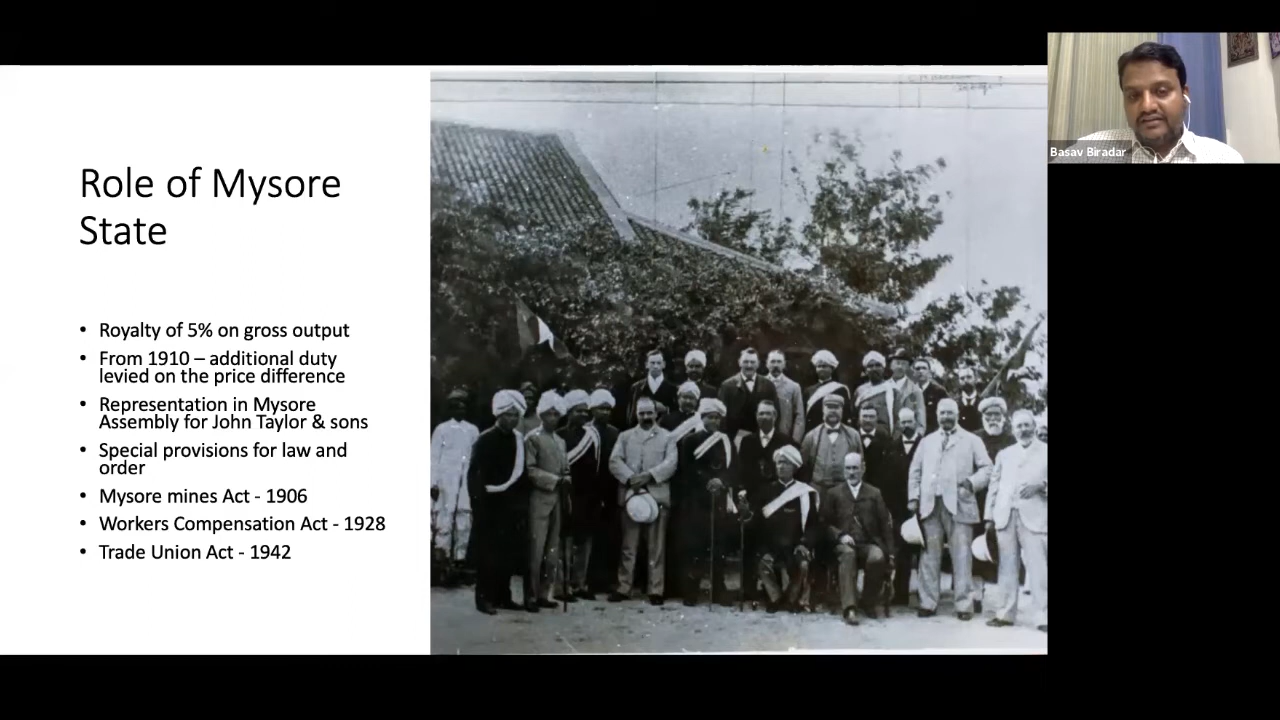 Role of Mysore
State
• Royalty of 5% on gross output
• From 1910 – additional duty
levied on the price difference
• Representation in Mysore
Assembly for John Taylor & sons
• Special provisions for law and
order
• Mysore mines Act - 1906
• Workers Compensation Act - 1928
• Trade Union Act - 1942
Basav Biradar